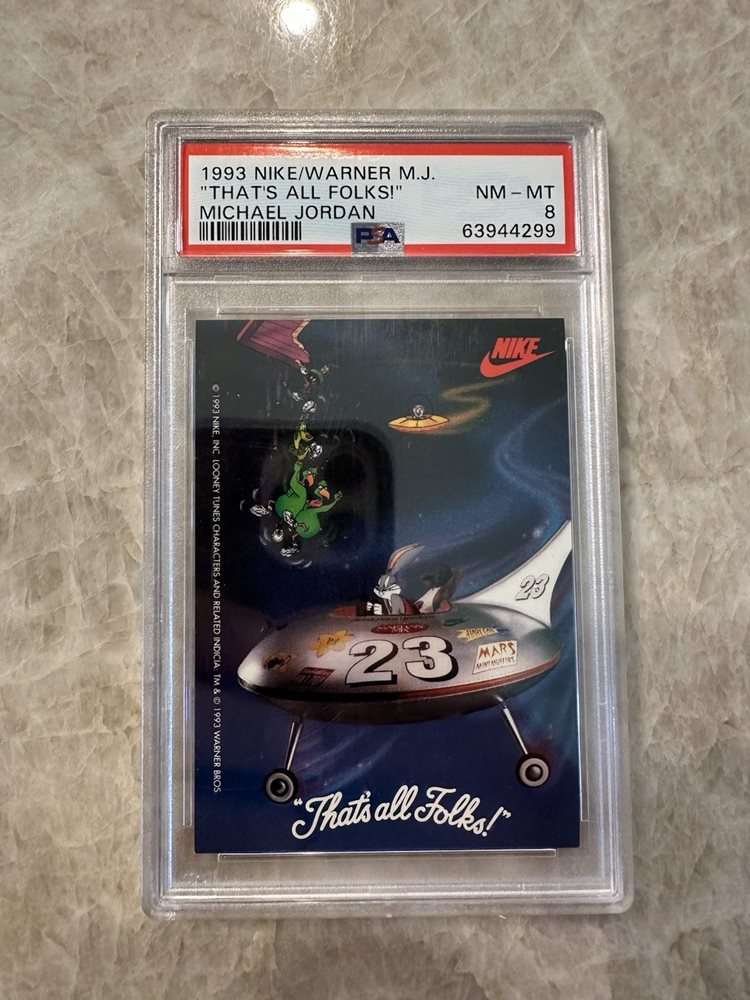 1993 NIKE/WARNER M.J.
"THAT'S ALL FOLKS!" NM - MT
MICHAEL JORDAN 8
PSA 63944299
NIKE
© 1993 NIKE, INC. LOONEY TUNES CHARACTERS AND RELATED INDICIA: TM & © 1993 WARNER BROS
23
23
MARS
"That's all Folks!"